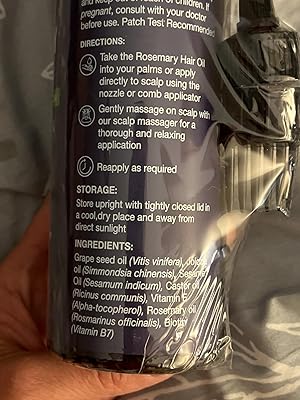 and keep out of reach of children. If
pregnant, consult with your doctor
before use. Patch Test Recommended
DIRECTIONS:
Take the Rosemary Hair Oil
into your palms or apply
directly to scalp using the
nozzle or comb applicator
Gently massage on scalp with
our scalp massager for a
thorough and relaxing
application
Reapply as required
STORAGE:
Store upright with tightly closed lid in
a cool,dry place and away from
direct sunlight
INGREDIENTS:
Grape seed oil (Vitis vinifera), Jojoba
oil (Simmondsia chinensis), Sesame
Oil (Sesamum indicum), Castor oil
(Ricinus communis), Vitamin E
(Alpha-tocopherol), Rosemary oil
(Rosmarinus officinalis), Biotin
(Vitamin B7)